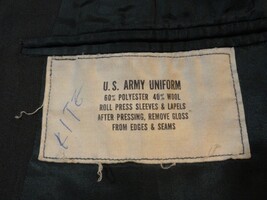 U.S. ARMY UNIFORM
60% POLYESTER 40% WOOL
ROLL PRESS SLEEVES & LAPELS
AFTER PRESSING, REMOVE GLOSS
FROM EDGES & SEAMS